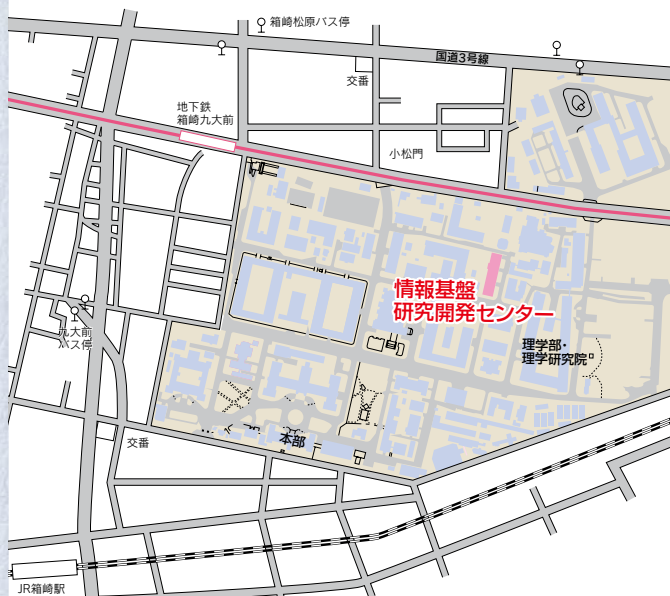 箱崎松原バス停
国道3号線
交番
地下鉄
箱崎九大前
小松門
情報基盤
研究開発センター
九大前
バス停
理学部・
理学研究院
本部
交番
JR箱崎駅